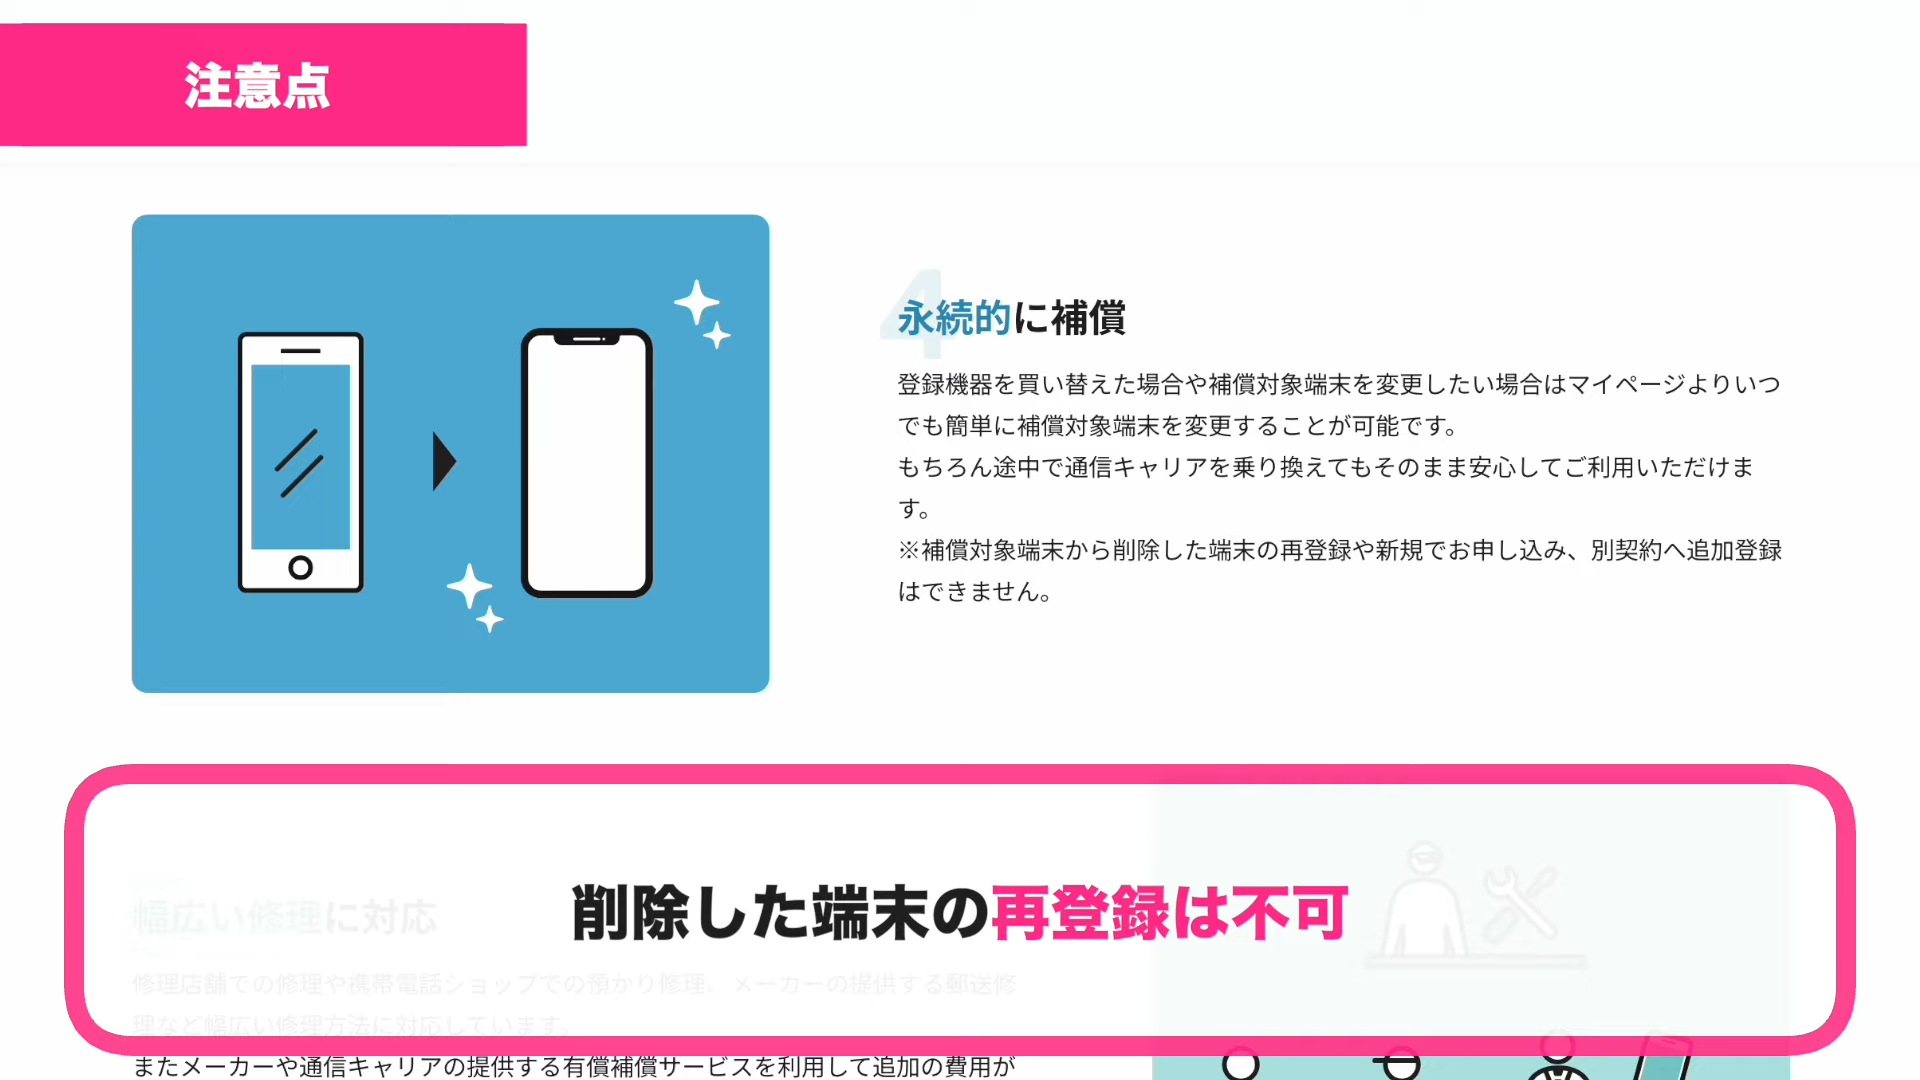 注意点
4
永続的に補償
登録機器を買い替えた場合や補償対象端末を変更したい場合はマイページよりいつ
でも簡単に補償対象端末を変更することが可能です。
もちろん途中で通信キャリアを乗り換えてもそのまま安心してご利用いただけま
す。
※補償対象端末から削除した端末の再登録や新規でお申し込み、別契約へ追加登録
はできません。
削除した端末の再登録は不可
幅広い修理に対応
修理店舗での修理や携帯電話ショップでの預かり修理、メーカーの提供する郵送修
理など幅広い修理方法に対応しています。
またメーカーや通信キャリアの提供する有償補償サービスを利用して追加の費用が